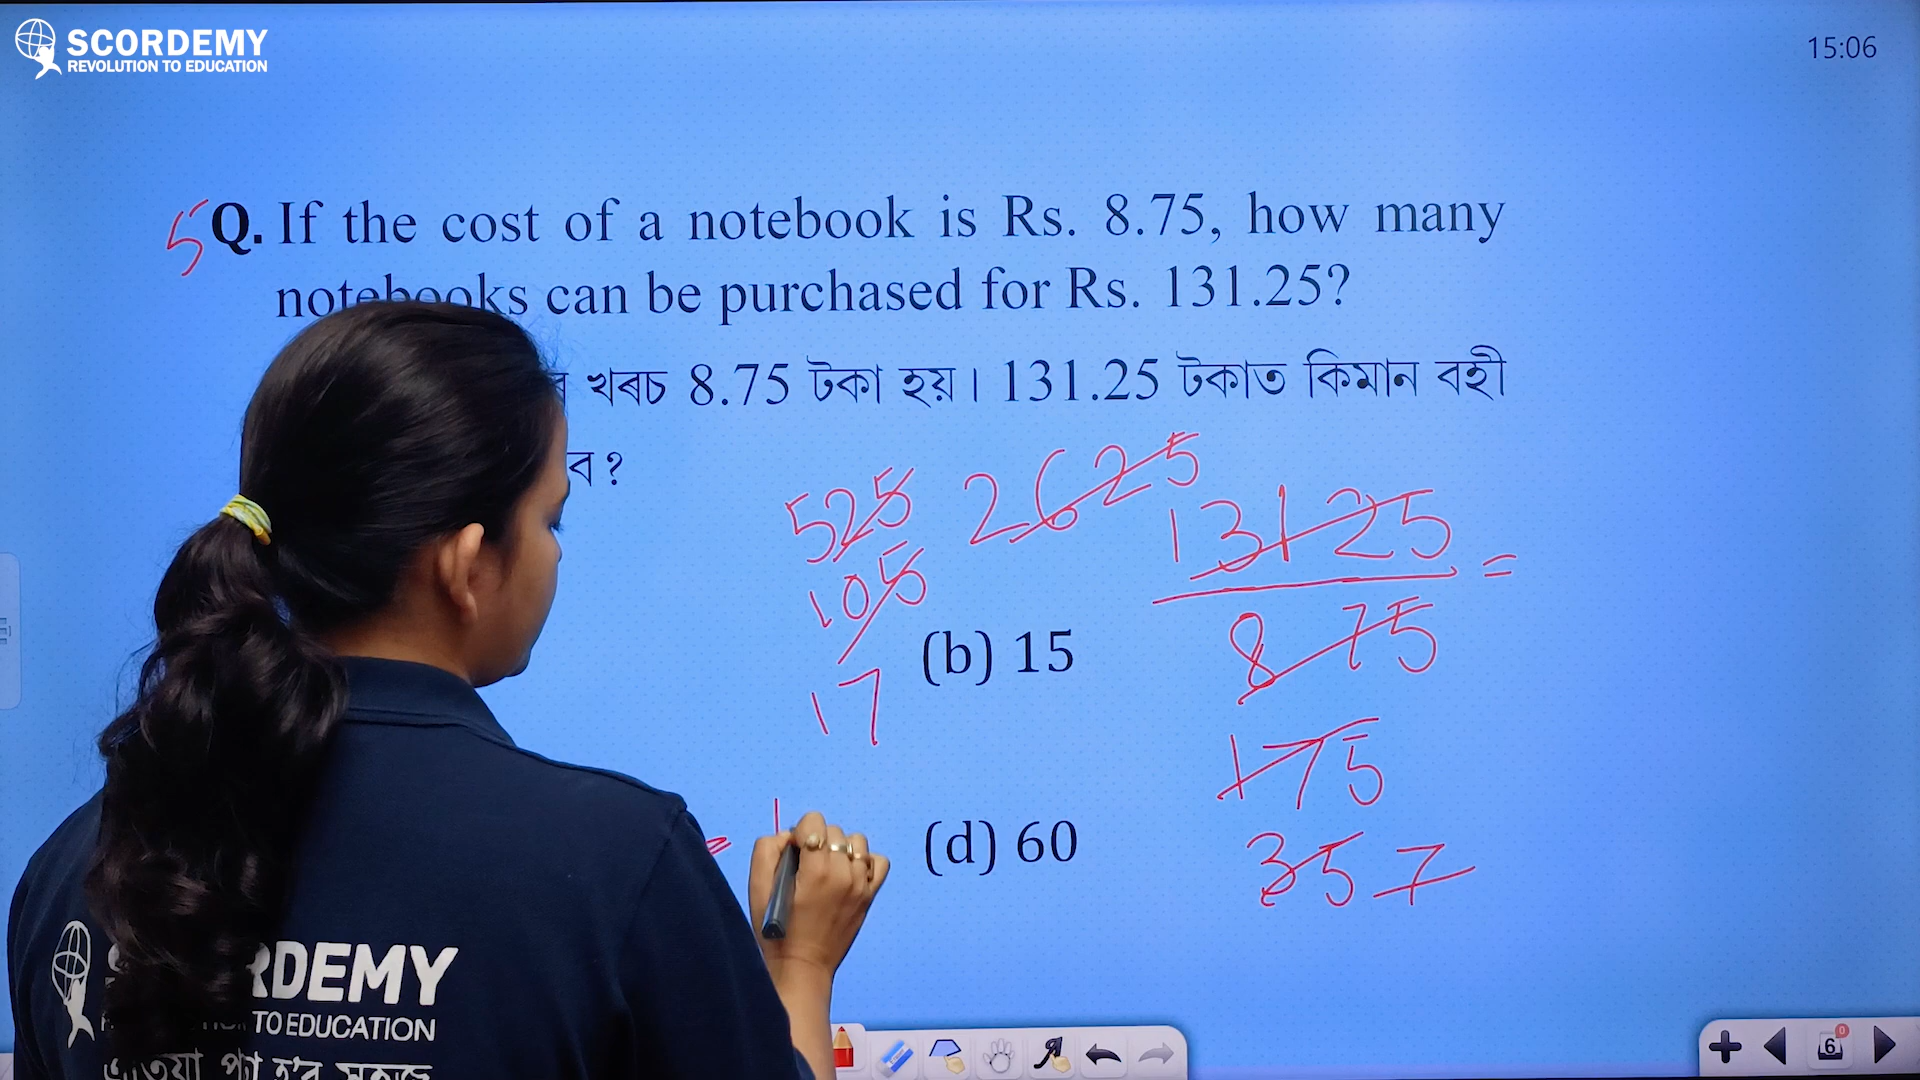 SCORDEMY
REVOLUTION TO EDUCATION
15:06
5 Q. If the cost of a notebook is Rs. 8.75, how many
notebooks can be purchased for Rs. 131.25?
খৰচ 8.75 টকা হয়। 131.25 টকাত কিমান বহী
ব ?
525 2625 13125 =
105
875
(b) 15
17
175
(d) 60
35 7
=
RDEMY
TO EDUCATION
6
0